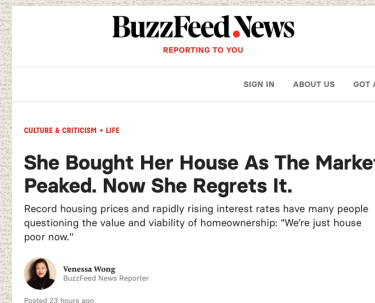 BuzzFeed.News
REPORTING TO YOU
SIGN IN ABOUT US GOT A
CULTURE & CRITICISM • LIFE
She Bought Her House As The Market
Peaked. Now She Regrets It.
Record housing prices and rapidly rising interest rates have many people
questioning the value and viability of homeownership: "We're just house
poor now."
Venessa Wong
BuzzFeed News Reporter
Posted 23 hours ago